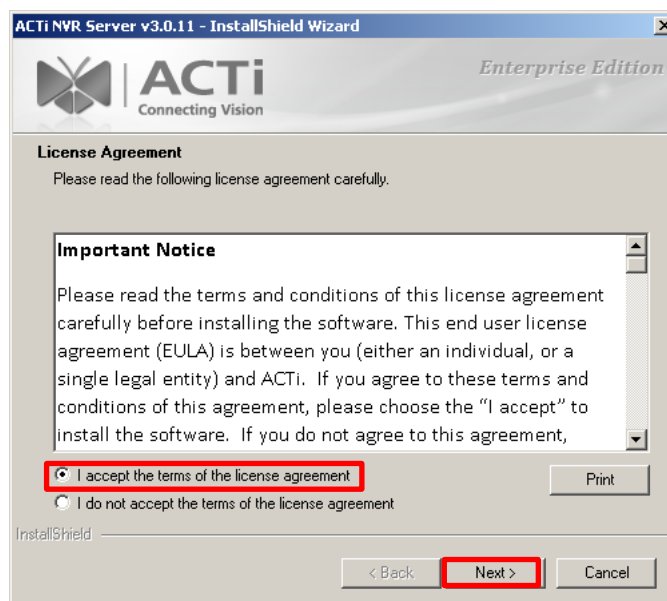 ACTi NVR Server v3.0.11 - InstallShield Wizard
ACTi
Connecting Vision
Enterprise Edition
License Agreement
Please read the following license agreement carefully.
Important Notice
Please read the terms and conditions of this license agreement
carefully before installing the software. This end user license
agreement (EULA) is between you (either an individual, or a
single legal entity) and ACTi.  If you agree to these terms and
conditions of this agreement, please choose the “I accept” to
install the software.  If you do not agree to this agreement,
I accept the terms of the license agreement
Print
I do not accept the terms of the license agreement
InstallShield
< Back
Next >
Cancel